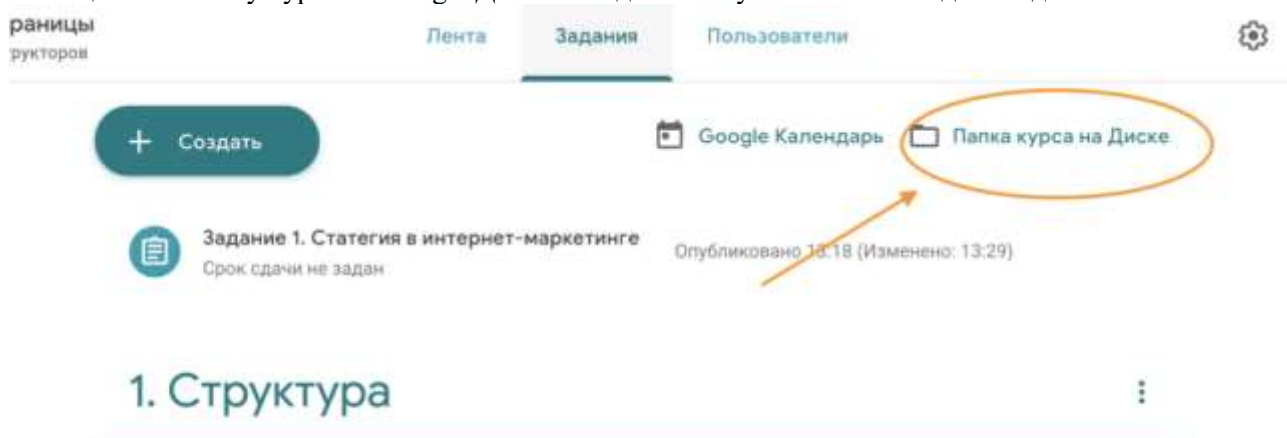 раницы
рукторов
Лента Задания Пользователи
+ Создать
Google Календарь Папка курса на Диске
Задание 1. Статегия в интернет-маркетинге
Срок сдачи не задан
Опубликовано 13:18 (Изменено: 13:29)
1. Структура